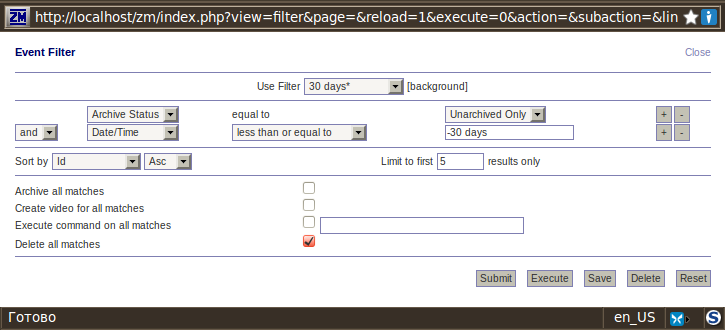 ZM http://localhost/zm/index.php?view=filter&page=&reload=1&execute=0&action=&subaction=&lin
Event Filter Close
Use Filter 30 days* [background]
Archive Status equal to Unarchived Only + -
and Date/Time less than or equal to -30 days + -
Sort by Id Asc Limit to first 5 results only
Archive all matches
Create video for all matches
Execute command on all matches
Delete all matches
Submit Execute Save Delete Reset
Готово en_US S